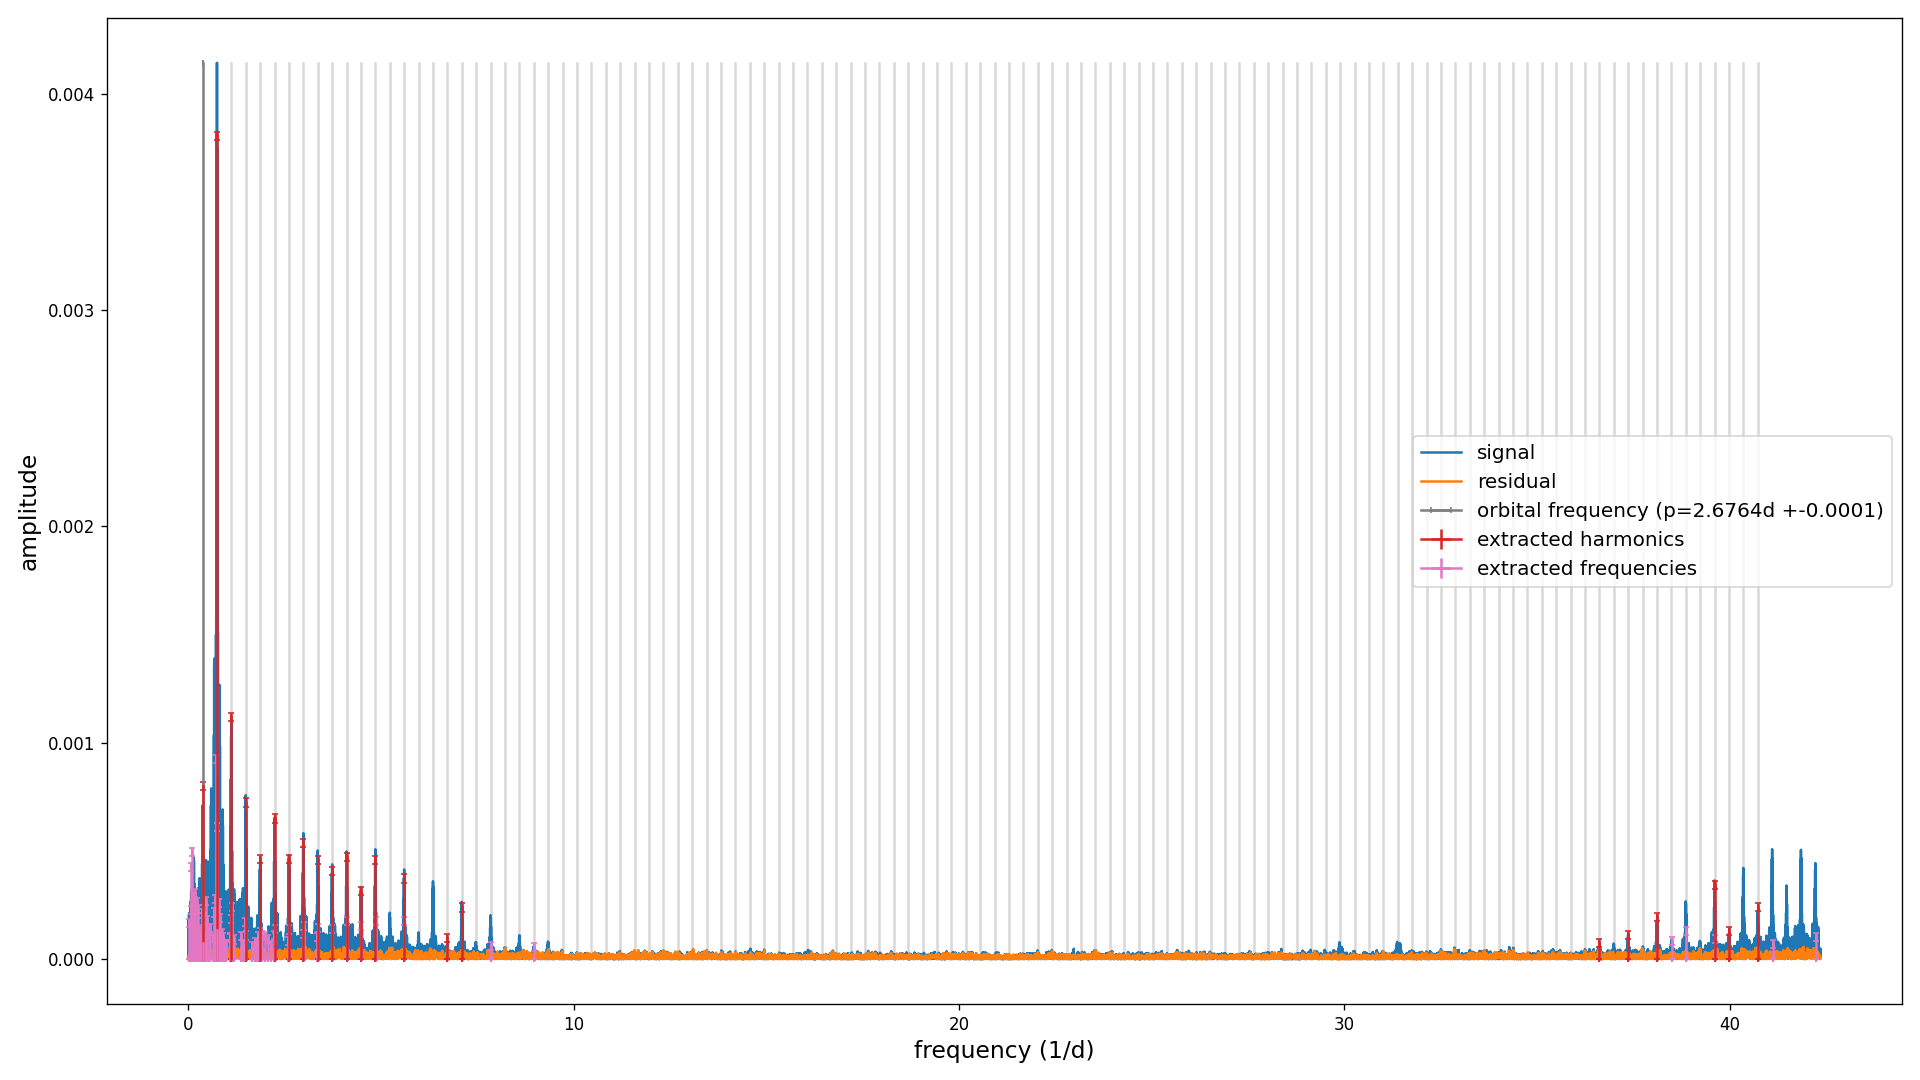 0.004
0.003
0.002
0.001
0.000
amplitude
signal
residual
orbital frequency (p=2.6764d +-0.0001)
extracted harmonics
extracted frequencies
0 10 20 30 40
frequency (1/d)